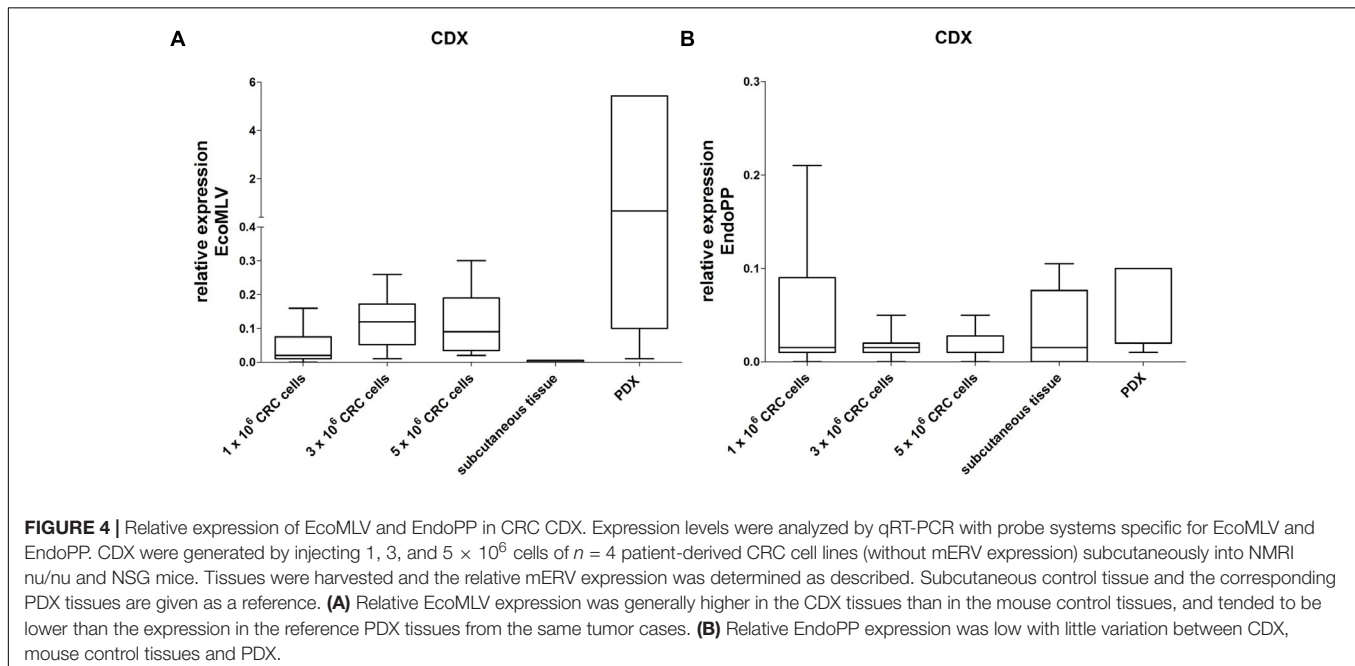 A
CDX
relative expression
EcoMLV
6
4
2
0.4
0.3
0.2
0.1
0.0
1 x 10⁶ CRC cells
3 x 10⁶ CRC cells
5 x 10⁶ CRC cells
subcutaneous tissue
PDX
B
CDX
relative expression
EndoPP
0.3
0.2
0.1
0.0
1 x 10⁶ CRC cells
3 x 10⁶ CRC cells
5 x 10⁶ CRC cells
subcutaneous tissue
PDX
FIGURE 4 | Relative expression of EcoMLV and EndoPP in CRC CDX. Expression levels were analyzed by qRT-PCR with probe systems specific for EcoMLV and
EndoPP. CDX were generated by injecting 1, 3, and 5 × 10⁶ cells of n = 4 patient-derived CRC cell lines (without mERV expression) subcutaneously into NMRI
nu/nu and NSG mice. Tissues were harvested and the relative mERV expression was determined as described. Subcutaneous control tissue and the corresponding
PDX tissues are given as a reference. (A) Relative EcoMLV expression was generally higher in the CDX tissues than in the mouse control tissues, and tended to be
lower than the expression in the reference PDX tissues from the same tumor cases. (B) Relative EndoPP expression was low with little variation between CDX,
mouse control tissues and PDX.